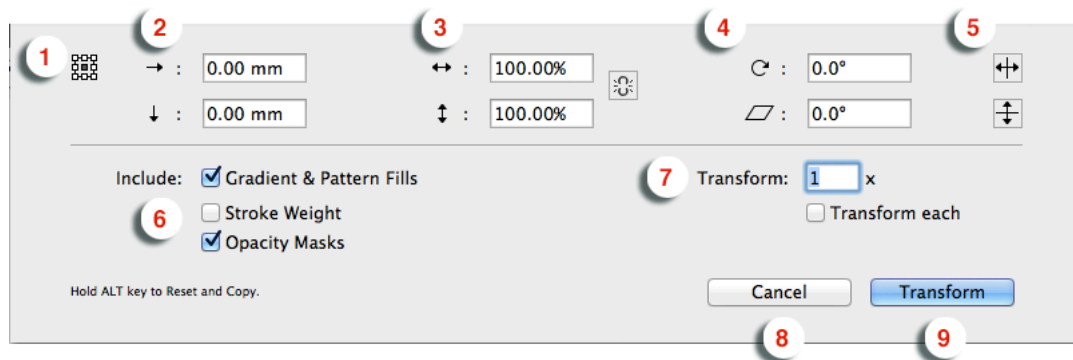 1 2 3 4 5
→ : 0.00 mm ↔ : 100.00% : 0.0°
↓ : 0.00 mm ↕ : 100.00% : 0.0°
Include: Gradient & Pattern Fills 7 Transform: 1 x
6 Stroke Weight Transform each
Opacity Masks
Hold ALT key to Reset and Copy. Cancel Transform
8 9